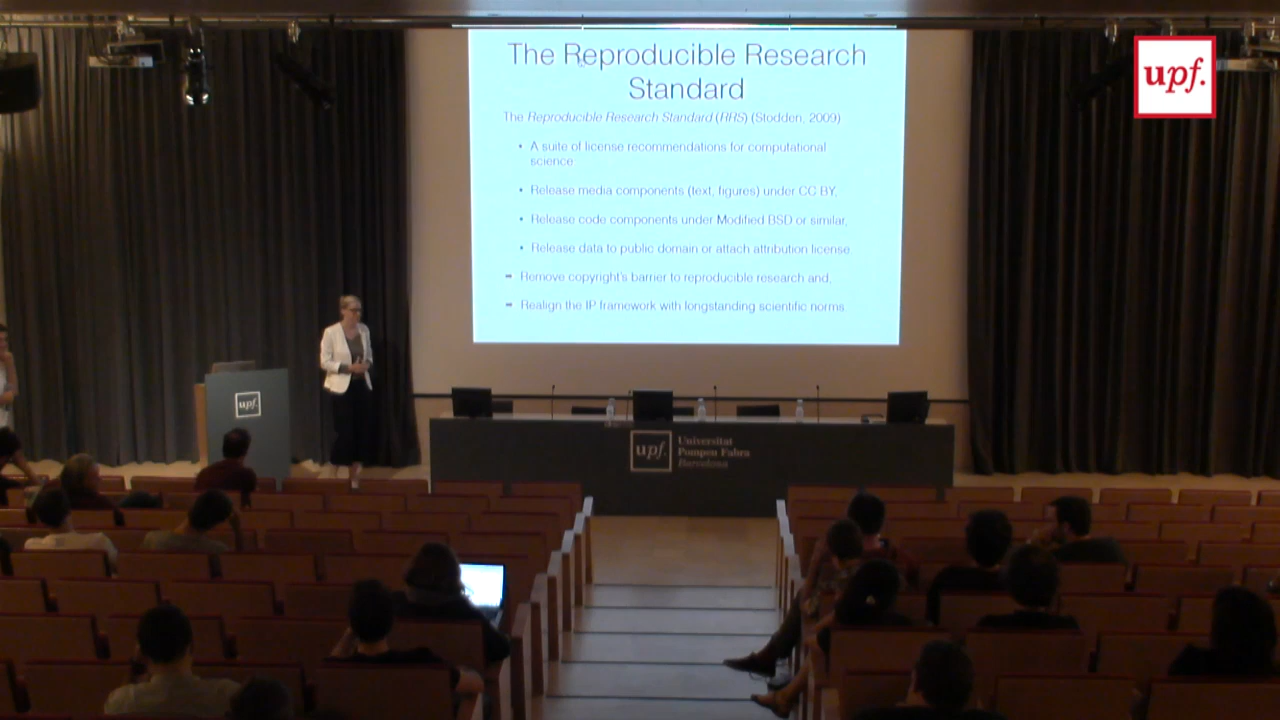 The Reproducible Research
Standard
The Reproducible Research Standard (RRS) (Stodden, 2009)
• A suite of license recommendations for computational
science:
• Release media components (text, figures) under CC BY,
• Release code components under Modified BSD or similar,
• Release data to public domain or attach attribution license.
➡ Remove copyright's barrier to reproducible research and,
➡ Realign the IP framework with longstanding scientific norms.
upf.
upf.
upf.
Universitat
Pompeu Fabra
Barcelona